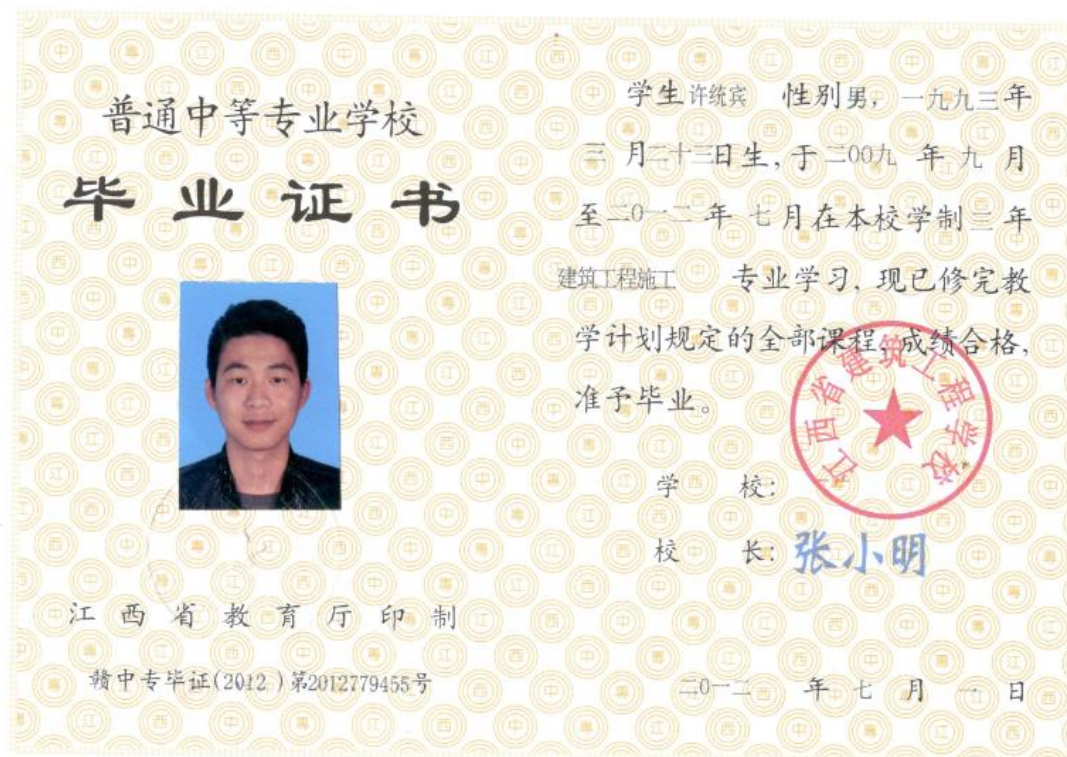 普通中等专业学校
毕业证书
江西省教育厅印制
赣中专毕证(2012)第2012779455号
学生许统宾 性别男，一九九三年
三月二十三日生，于二00九年九月
至二0一二年七月在本校学制三年
建筑工程施工 专业学习，现已修完教
学计划规定的全部课程，成绩合格，
准予毕业。
江西省建筑工程学校
学校：
校长：张小明
二0一二年七月一日